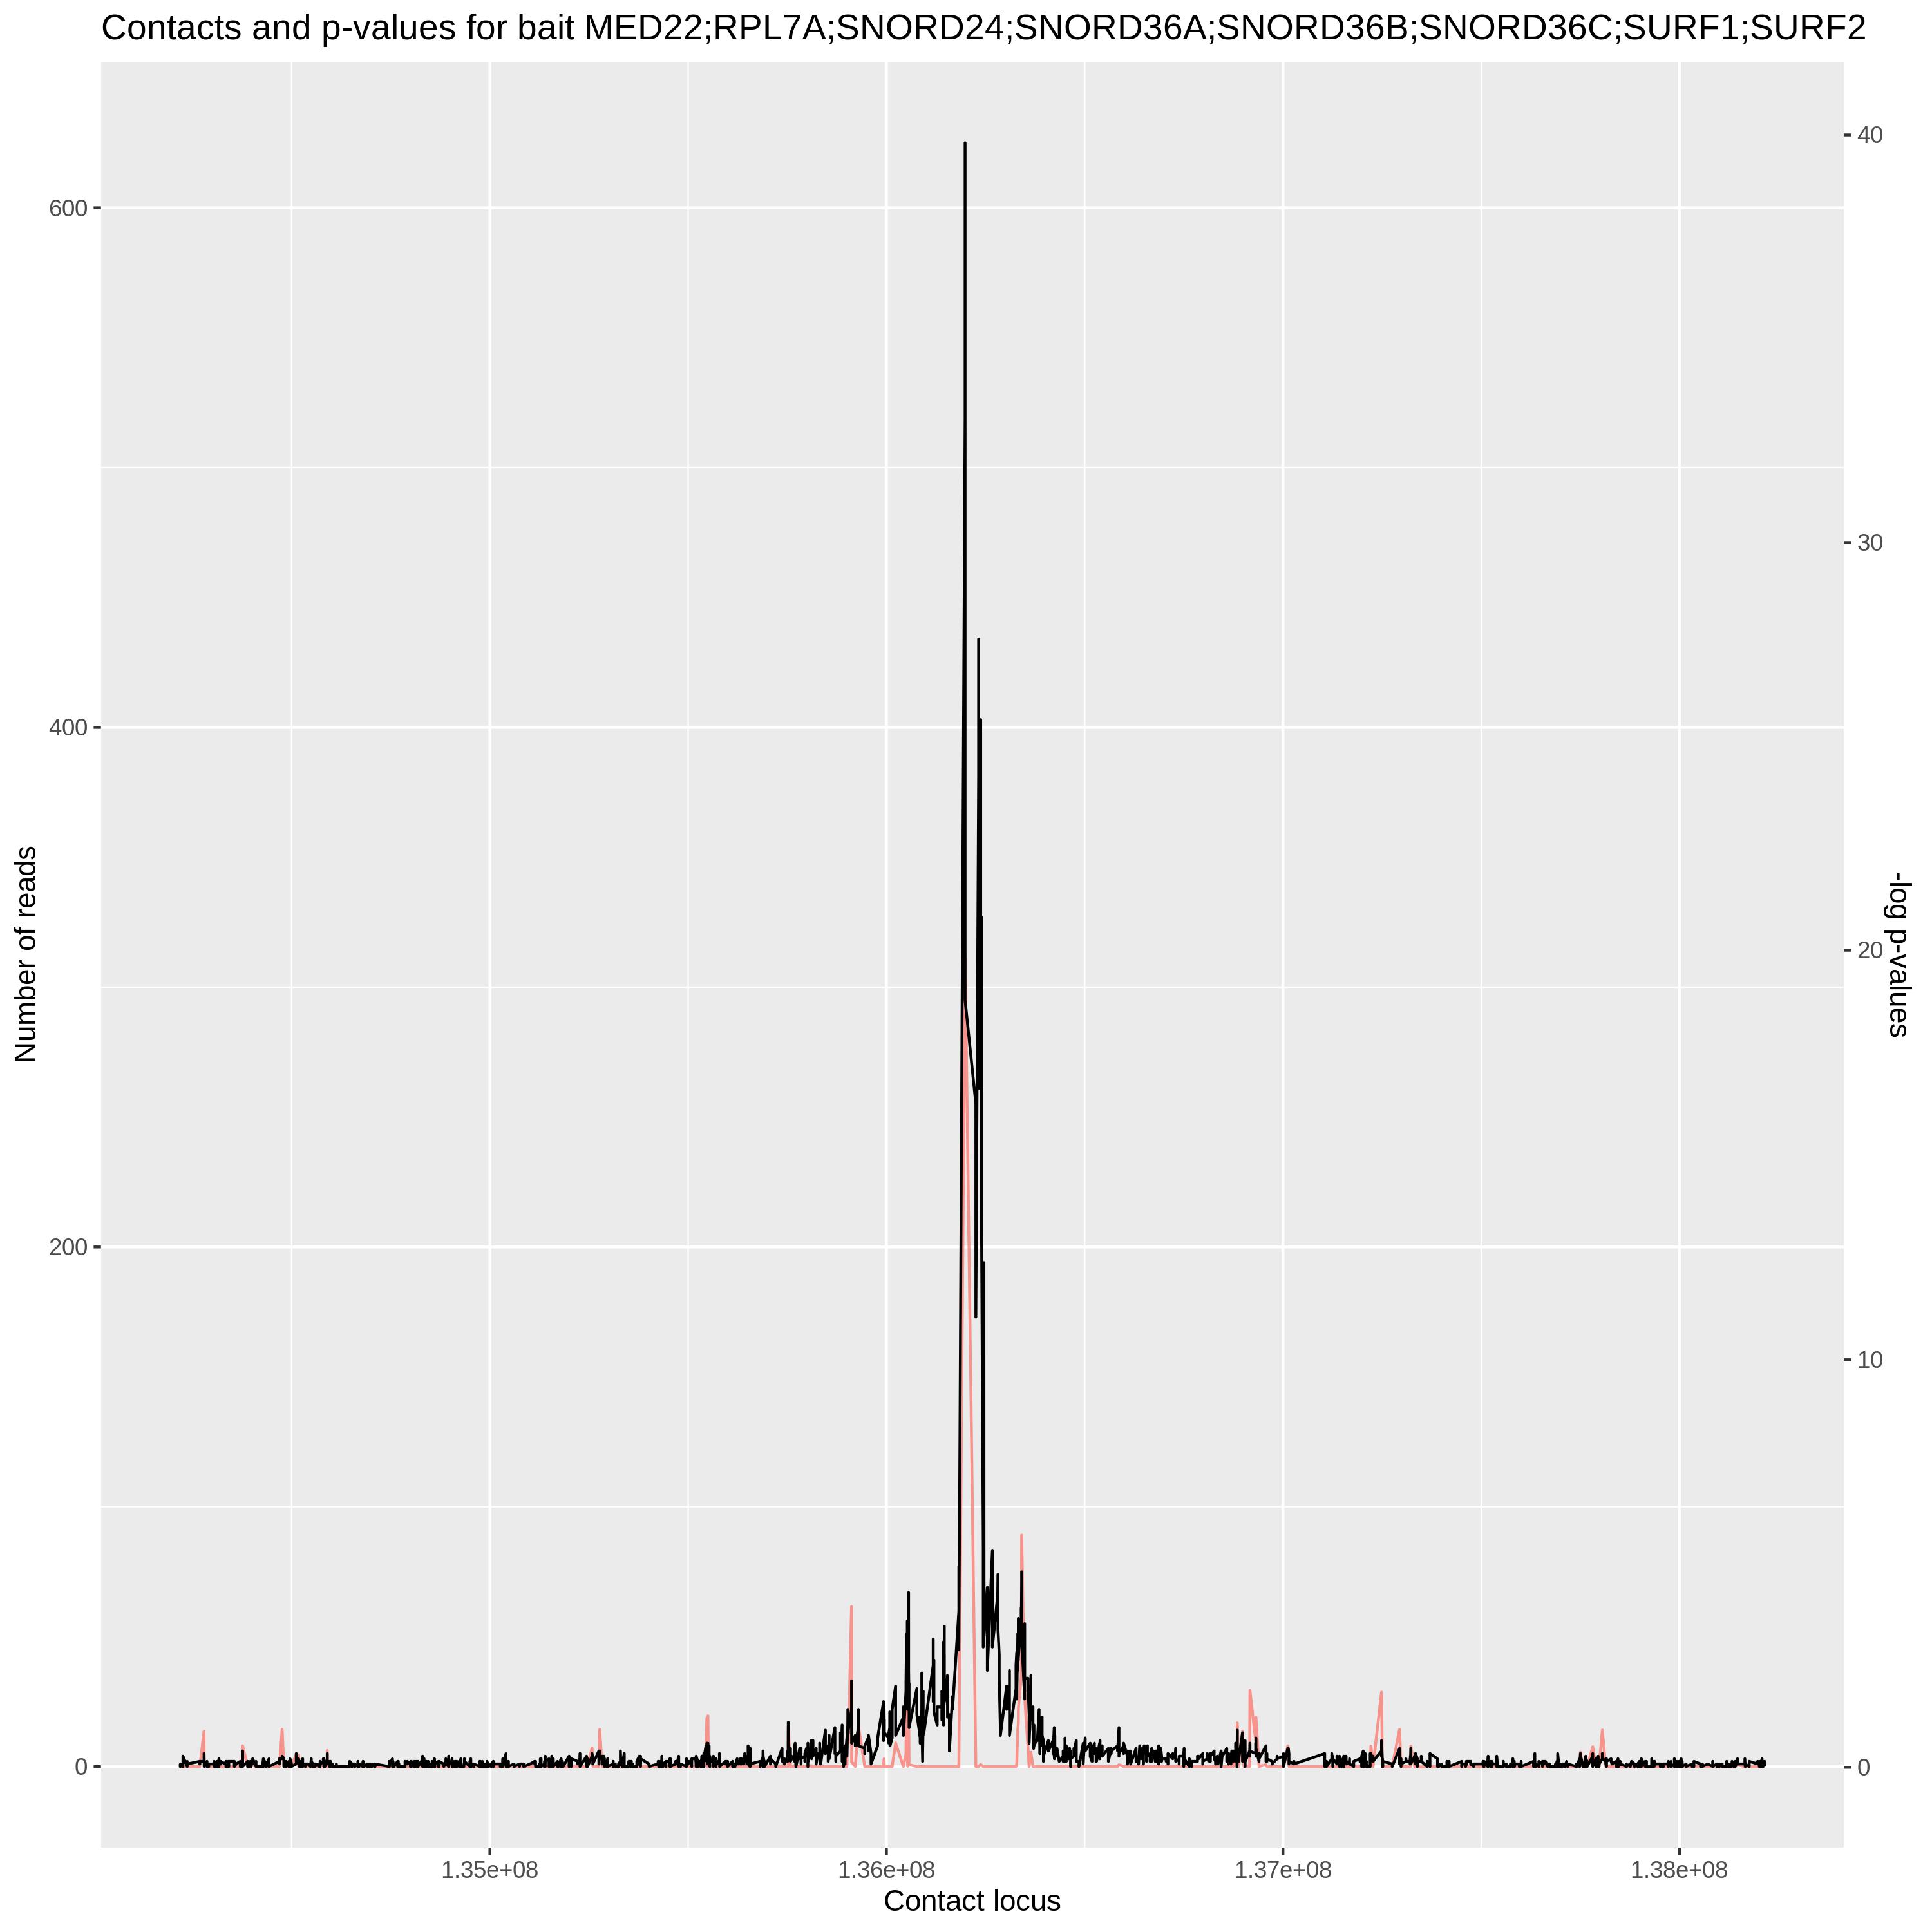 Contacts and p-values for bait MED22;RPL7A;SNORD24;SNORD36A;SNORD36B;SNORD36C;SURF1;SURF2
600
400
200
0
Number of reads
40
30
20
10
0
-log p-values
1.35e+08
1.36e+08
1.37e+08
1.38e+08
Contact locus